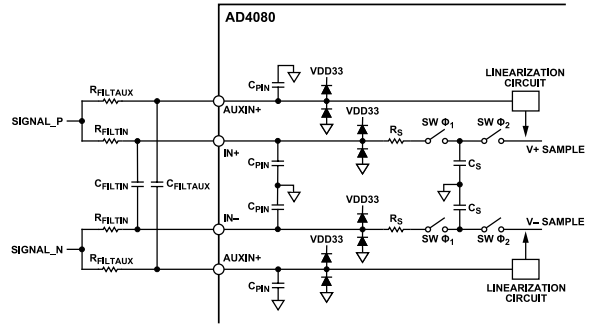 AD4080
VDD33
LINEARIZATION
CIRCUIT
RFILTAUX
CPIN
AUXIN+
SIGNAL_P
RFILTIN
VDD33
RS
SW Φ1
SW Φ2
IN+
V+ SAMPLE
CPIN
CS
CFILTIN
CFILTAUX
CPIN
CS
RFILTIN
IN–
VDD33
RS
V– SAMPLE
SIGNAL_N
SW Φ1
SW Φ2
RFILTAUX
AUXIN+
VDD33
CPIN
LINEARIZATION
CIRCUIT